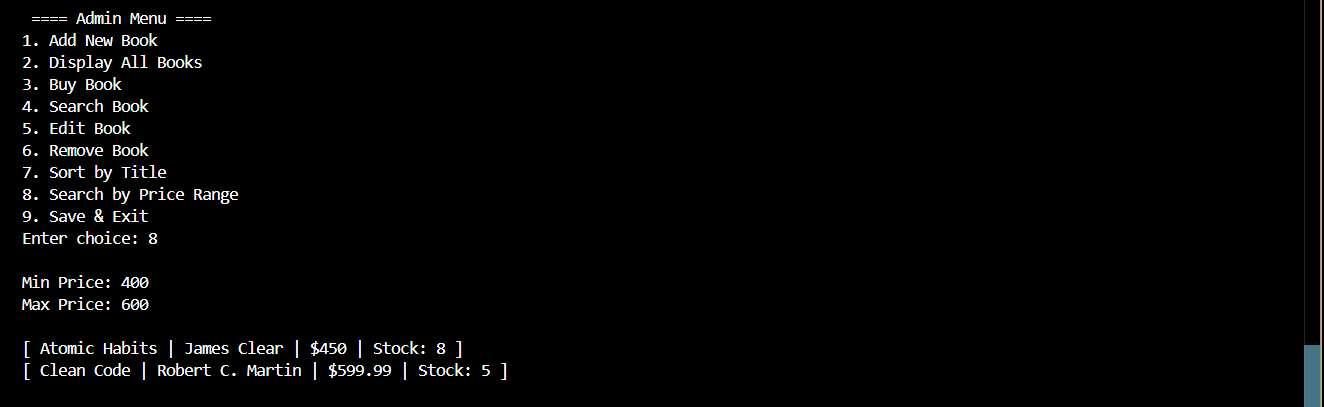 ==== Admin Menu ====
1. Add New Book
2. Display All Books
3. Buy Book
4. Search Book
5. Edit Book
6. Remove Book
7. Sort by Title
8. Search by Price Range
9. Save & Exit
Enter choice: 8
Min Price: 400
Max Price: 600
[ Atomic Habits | James Clear | $450 | Stock: 8 ]
[ Clean Code | Robert C. Martin | $599.99 | Stock: 5 ]